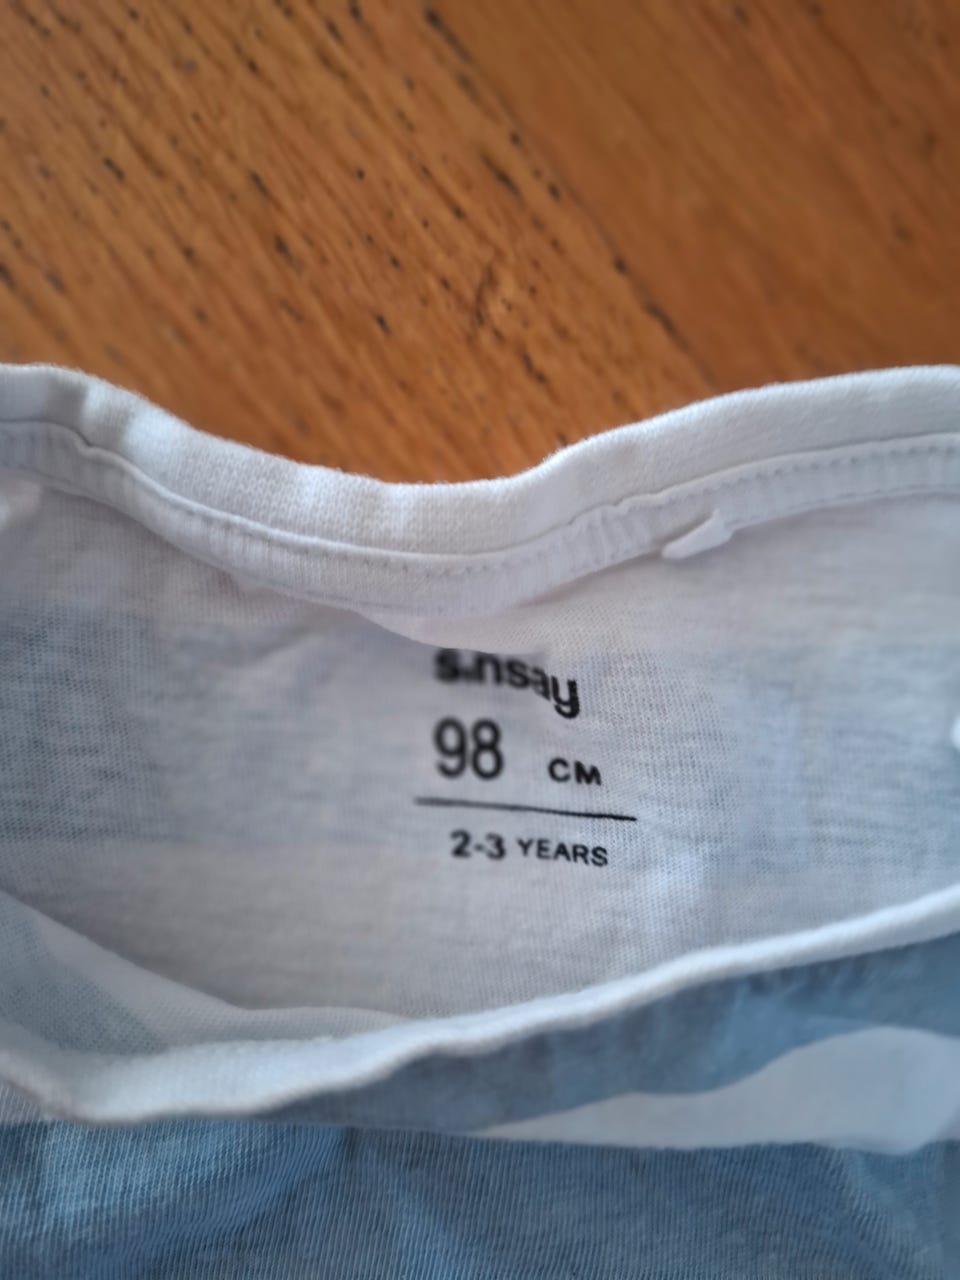 sinsay
98 CM
2-3 YEARS